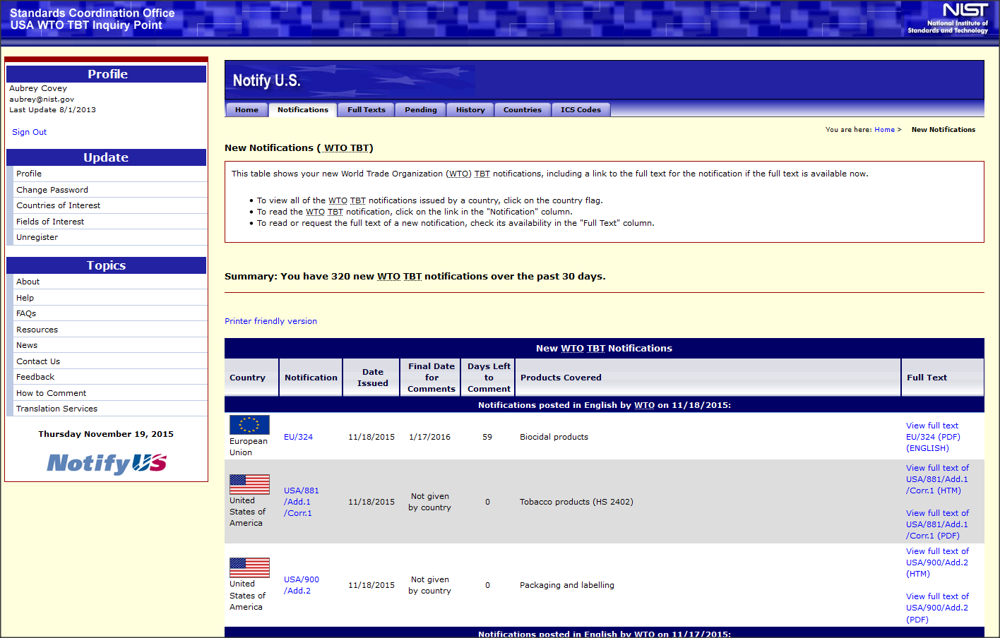 Standards Coordination Office
USA WTO TBT Inquiry Point
NIST
National Institute of
Standards and Technology
Profile
Aubrey Covey
aubrey@nist.gov
Last Update 8/1/2013
Sign Out
Update
Profile
Change Password
Countries of Interest
Fields of Interest
Unregister
Topics
About
Help
FAQs
Resources
News
Contact Us
Feedback
How to Comment
Translation Services
Thursday November 19, 2015
NotifyUS
Notify U.S.
Home Notifications Full Texts Pending History Countries ICS Codes
You are here: Home > New Notifications
New Notifications ( WTO TBT)
This table shows your new World Trade Organization (WTO) TBT notifications, including a link to the full text for the notification if the full text is available now.
• To view all of the WTO TBT notifications issued by a country, click on the country flag.
• To read the WTO TBT notification, click on the link in the "Notification" column.
• To read or request the full text of a new notification, check its availability in the "Full Text" column.
Summary: You have 320 new WTO TBT notifications over the past 30 days.
Printer friendly version
New WTO TBT Notifications
Country
Notification
Date
Issued
Final Date
for
Comments
Days Left
to
Comment
Products Covered
Full Text
Notifications posted in English by WTO on 11/18/2015:
European
Union
EU/324
11/18/2015
1/17/2016
59
Biocidal products
View full text
EU/324 (PDF)
(ENGLISH)
United
States of
America
USA/881
/Add.1
/Corr.1
11/18/2015
Not given
by country
0
Tobacco products (HS 2402)
View full text of
USA/881/Add.1
/Corr.1 (HTM)
View full text of
USA/881/Add.1
/Corr.1 (PDF)
United
States of
America
USA/900
/Add.2
11/18/2015
Not given
by country
0
Packaging and labelling
View full text of
USA/900/Add.2
(HTM)
View full text of
USA/900/Add.2
(PDF)
Notifications posted in English by WTO on 11/17/2015: